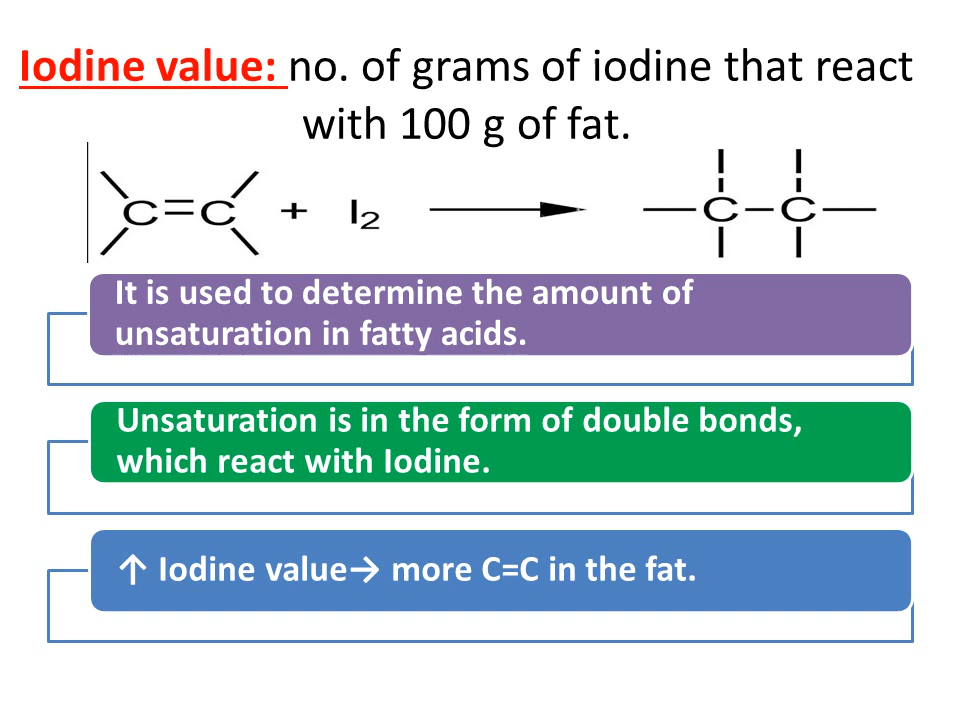 Iodine value: no. of grams of iodine that react
with 100 g of fat.
I I
C=C + I2 C–C
It is used to determine the amount of
unsaturation in fatty acids.
Unsaturation is in the form of double bonds,
which react with Iodine.
↑ Iodine value→ more C=C in the fat.